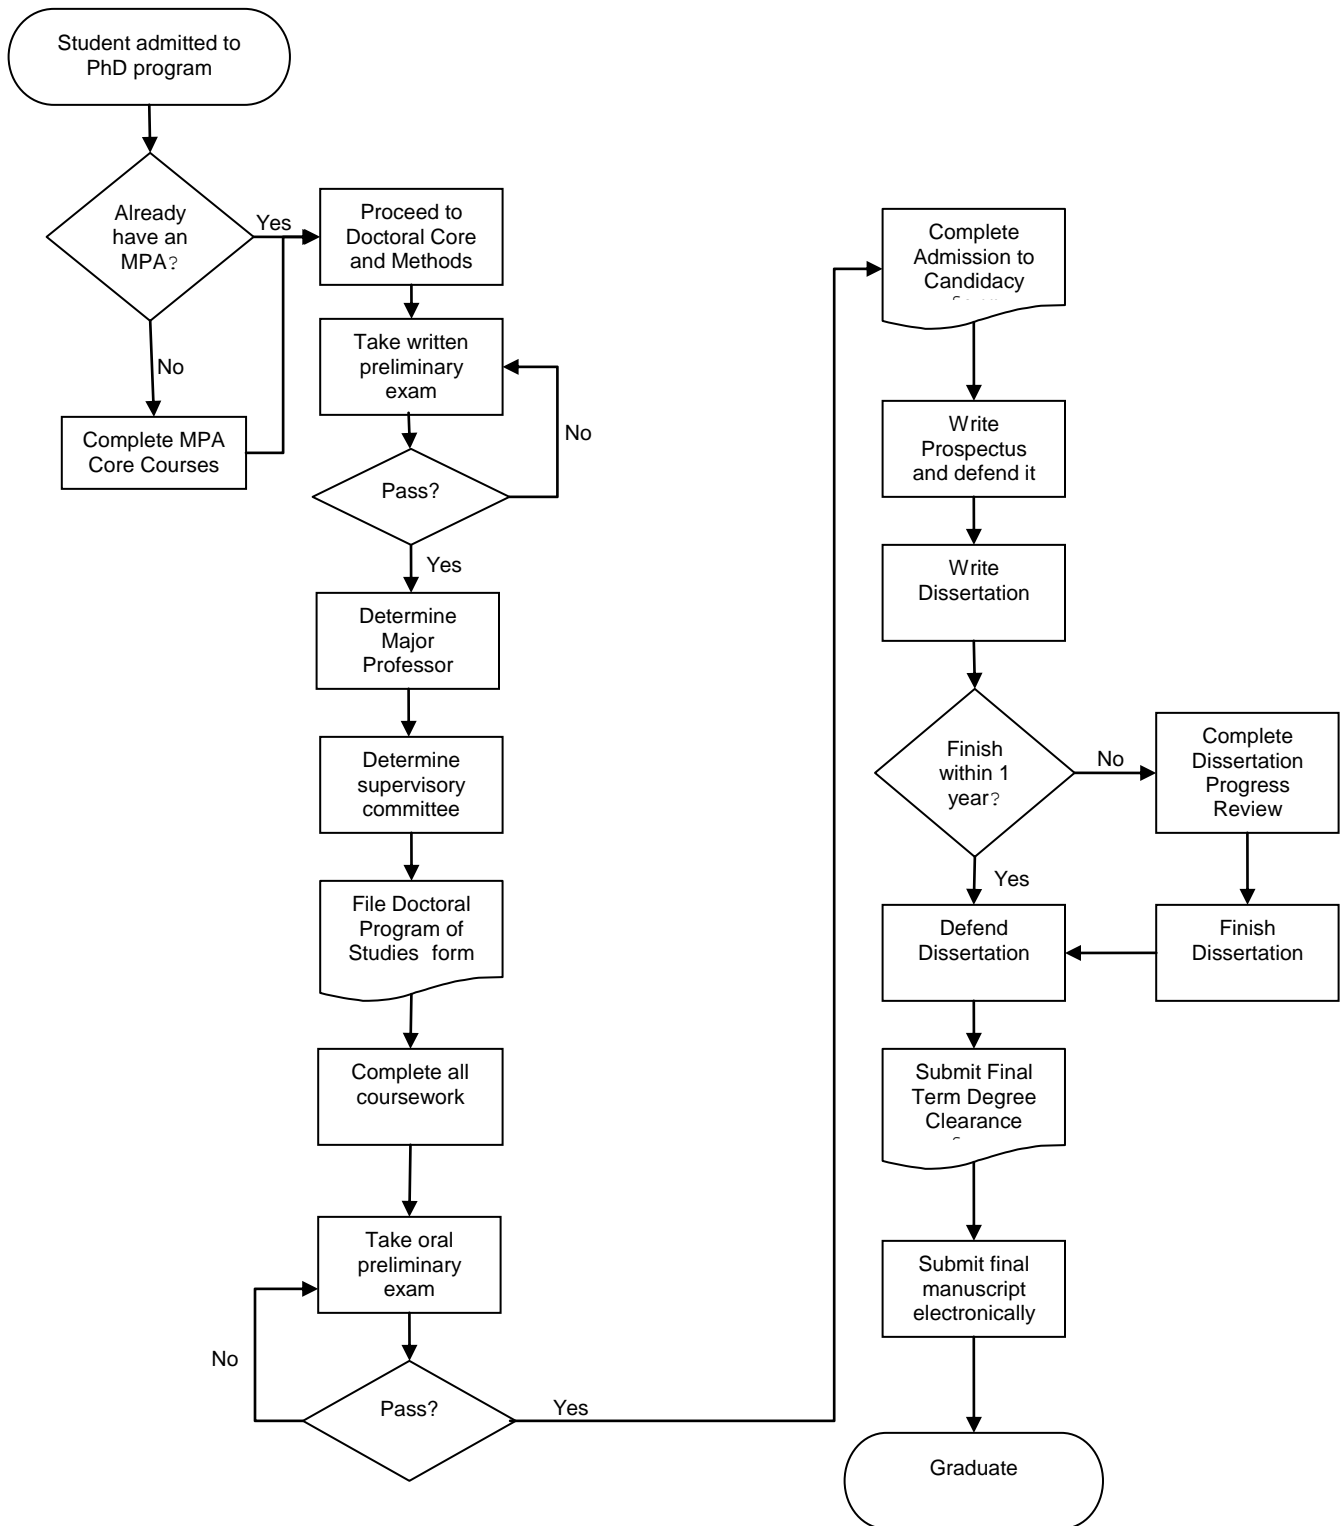 Student admitted to
PhD program
Already
have an
MPA?
Yes
No
Complete MPA
Core Courses
Proceed to
Doctoral Core
and Methods
Take written
preliminary
exam
No
Pass?
Yes
Determine
Major
Professor
Determine
supervisory
committee
File Doctoral
Program of
Studies form
Complete all
coursework
Take oral
preliminary
exam
No
Pass?
Yes
Complete
Admission to
Candidacy
Write
Prospectus
and defend it
Write
Dissertation
Finish
within 1
year?
No
Complete
Dissertation
Progress
Review
Yes
Finish
Dissertation
Defend
Dissertation
Submit Final
Term Degree
Clearance
Submit final
manuscript
electronically
Graduate